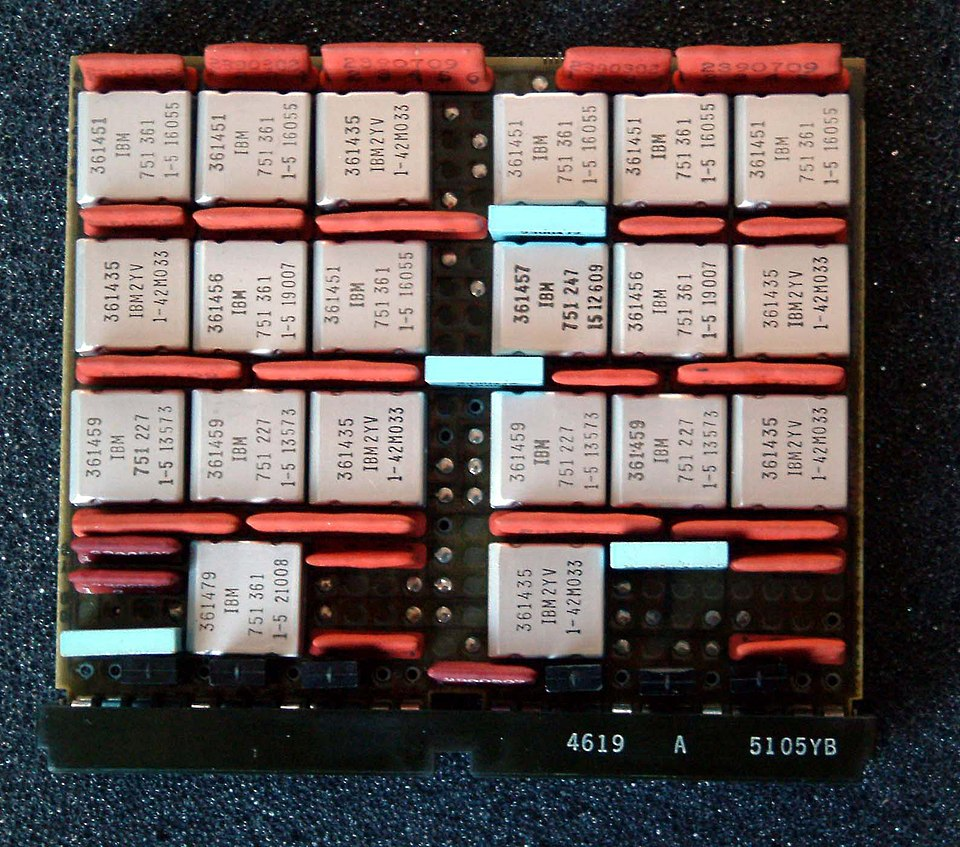 2390302
2390709
2390302
2390709
361451
IBM
751 361
1-5 16055
361451
IBM
751 361
1-5 16055
361435
IBM2YV
1-42M033
361451
IBM
751 361
1-5 16055
361451
IBM
751 361
1-5 16055
361451
IBM
751 361
1-5 16055
361435
IBM2YV
1-42M033
361456
IBM
751 361
1-5 19007
361451
IBM
751 361
1-5 16055
361457
IBM
751 247
15 12609
361456
IBM
751 361
1-5 19007
361435
IBM2YV
1-42M033
361459
IBM
751 227
1-5 13573
361459
IBM
751 227
1-5 13573
361435
IBM2YV
1-42M033
361459
IBM
751 227
1-5 13573
361459
IBM
751 227
1-5 13573
361435
IBM2YV
1-42M033
361479
IBM
751 361
1-5 21008
361435
IBM2YV
1-42M033
4619 A 5105YB